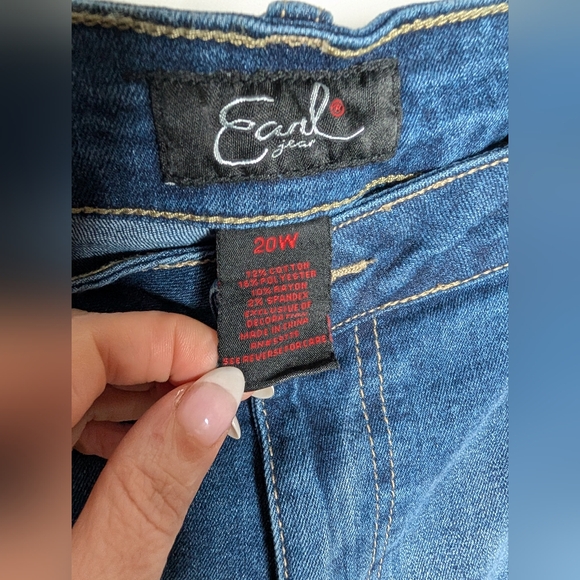 Earl®
jean
20W
72% COTTON
16% POLYESTER
10% RAYON
2% SPANDEX
EXCLUSIVE OF
DECORATION
MADE IN CHINA
SEE REVERSE FOR CARE